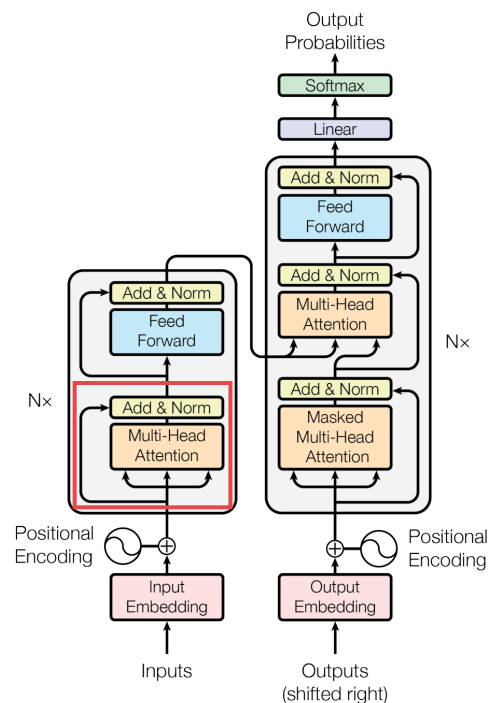 Output
Probabilities
Softmax
Linear
Add & Norm
Feed
Forward
Add & Norm
Multi-Head
Attention
Add & Norm
Masked
Multi-Head
Attention
N×
Add & Norm
Feed
Forward
Add & Norm
Multi-Head
Attention
N×
Positional
Encoding
Positional
Encoding
Input
Embedding
Output
Embedding
Inputs
Outputs
(shifted right)